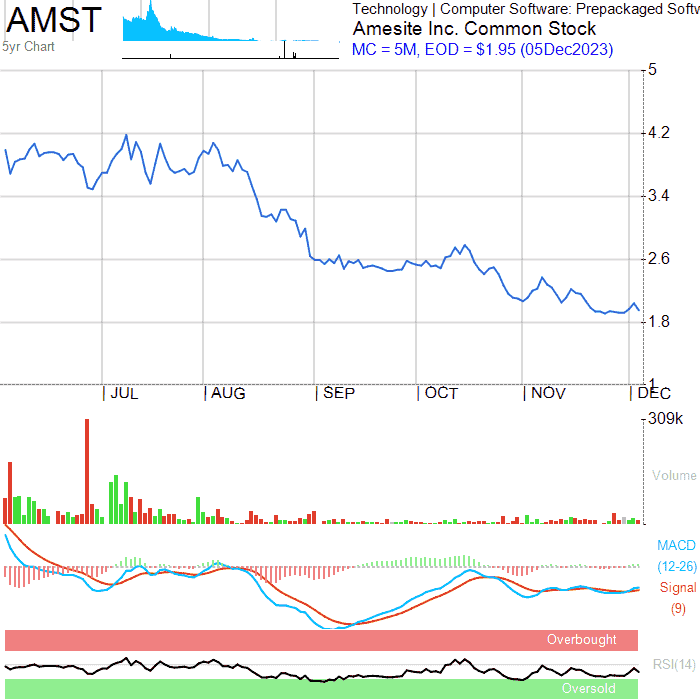 AMST
5yr Chart
Technology | Computer Software: Prepackaged Softw
Amesite Inc. Common Stock
MC = 5M, EOD = $1.95 (05Dec2023)
5
4.2
3.4
2.6
1.8
1
| JUL | AUG | SEP | OCT | NOV | DEC
309k
Volume
MACD
(12-26)
Signal
(9)
Overbought
RSI(14)
Oversold